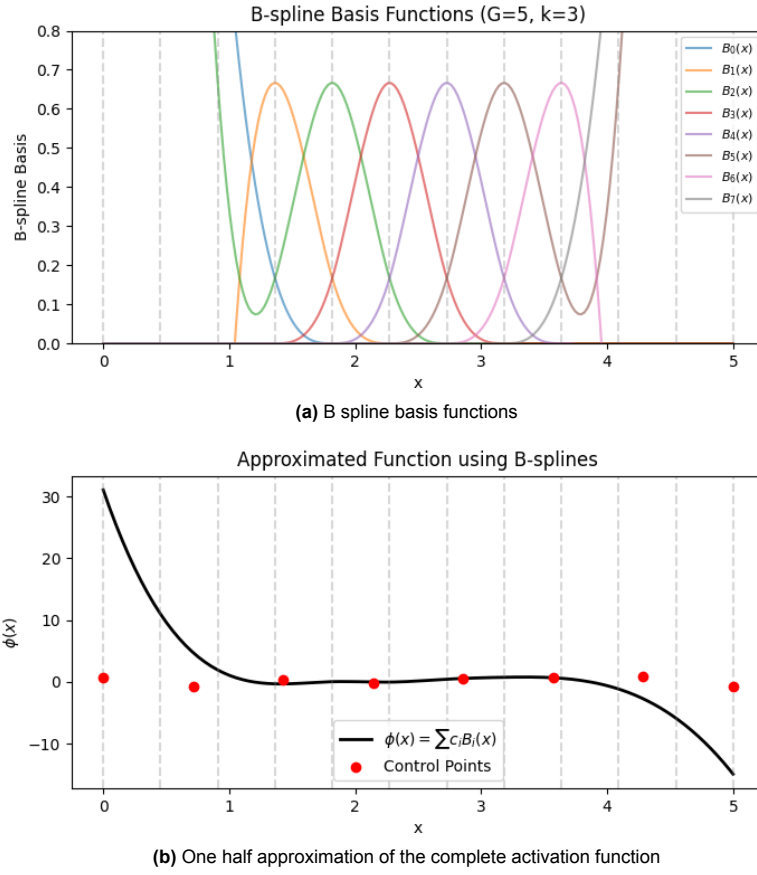 B-spline Basis Functions (G=5, k=3)
0.8
0.7
0.6
0.5
0.4
0.3
0.2
0.1
0.0
B-spline Basis
B₀(x)
B₁(x)
B₂(x)
B₃(x)
B₄(x)
B₅(x)
B₆(x)
B₇(x)
0 1 2 3 4 5
x
(a) B spline basis functions
Approximated Function using B-splines
30
20
10
0
−10
ϕ(x)
ϕ(x) = ∑cᵢBᵢ(x)
Control Points
0 1 2 3 4 5
x
(b) One half approximation of the complete activation function